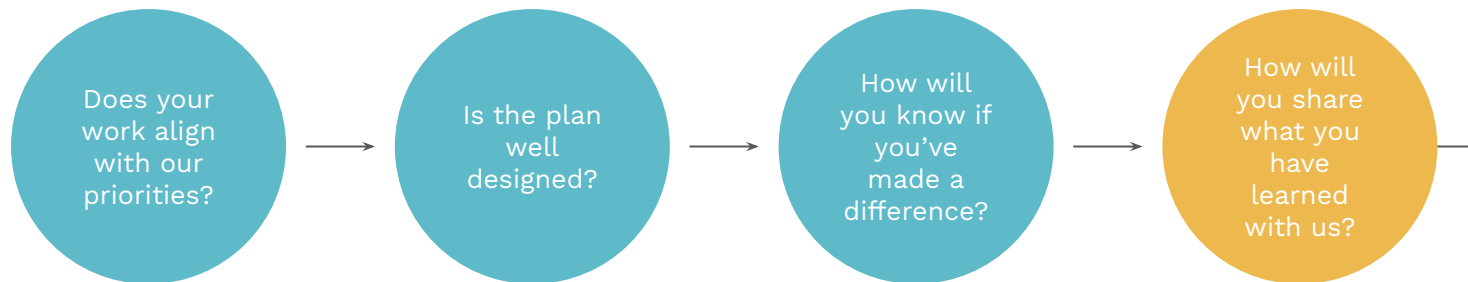 Does your
work align
with our
priorities?
Is the plan
well
designed?
How will
you know if
you’ve
made a
difference?
How will
you share
what you
have
learned
with us?